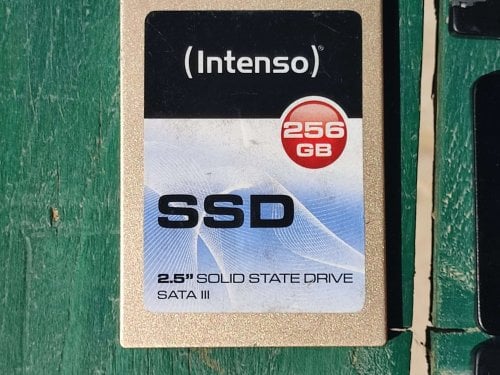 (Intenso)®
256
GB
SSD
2.5” SOLID STATE DRIVE
SATA III